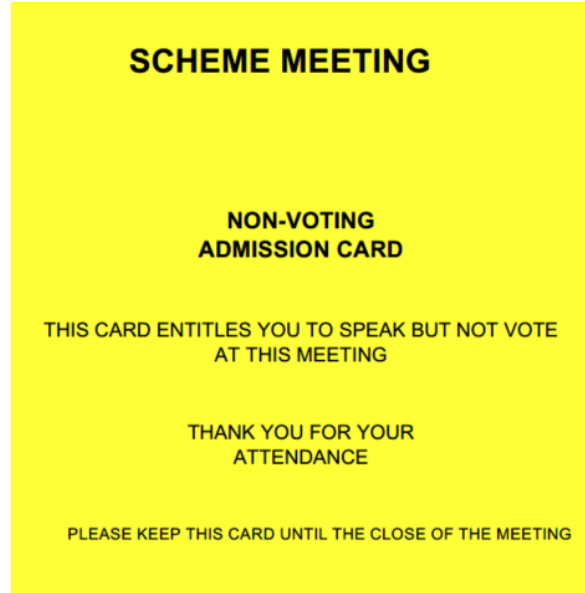 SCHEME MEETING
NON-VOTING
ADMISSION CARD
THIS CARD ENTITLES YOU TO SPEAK BUT NOT VOTE
AT THIS MEETING
THANK YOU FOR YOUR
ATTENDANCE
PLEASE KEEP THIS CARD UNTIL THE CLOSE OF THE MEETING